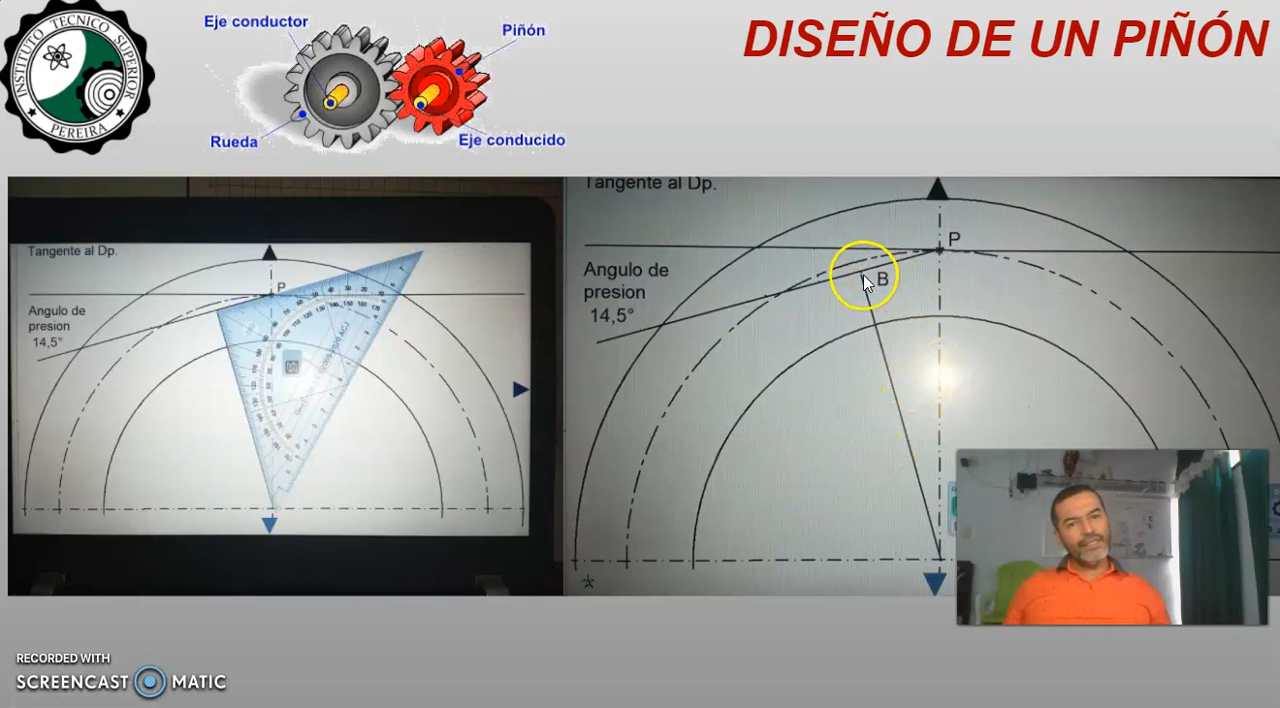 INSTITUTO TECNICO SUPERIOR
PEREIRA
Eje conductor
Piñón
Rueda
Eje conducido
DISEÑO DE UN PIÑÓN
Tangente al Dp.
P
Angulo de
presion
14,5°
Tangente al Dp.
P
Angulo de
presion
14,5°
B
RECORDED WITH
SCREENCAST MATIC